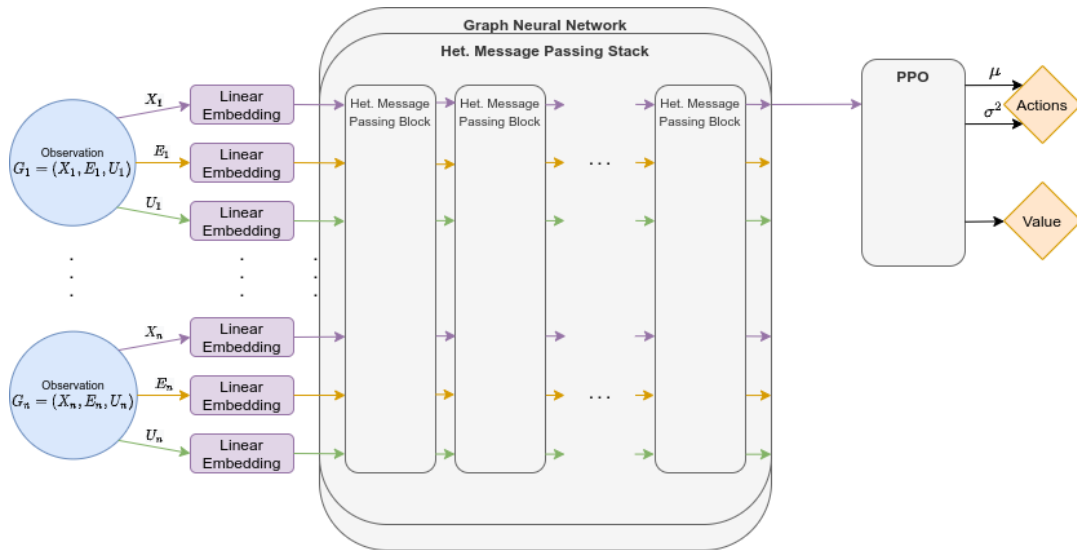 Graph Neural Network
Het. Message Passing Stack
Het. Message
Passing Block
Het. Message
Passing Block
Het. Message
Passing Block
PPO
μ
σ²
Actions
Value
X₁
Linear
Embedding
Observation
G₁ = (X₁, E₁, U₁)
E₁
Linear
Embedding
. . .
U₁
Linear
Embedding
.
.
.
.
.
.
.
.
.
Xₙ
Linear
Embedding
Observation
Gₙ = (Xₙ, Eₙ, Uₙ)
Eₙ
Linear
Embedding
. . .
Uₙ
Linear
Embedding